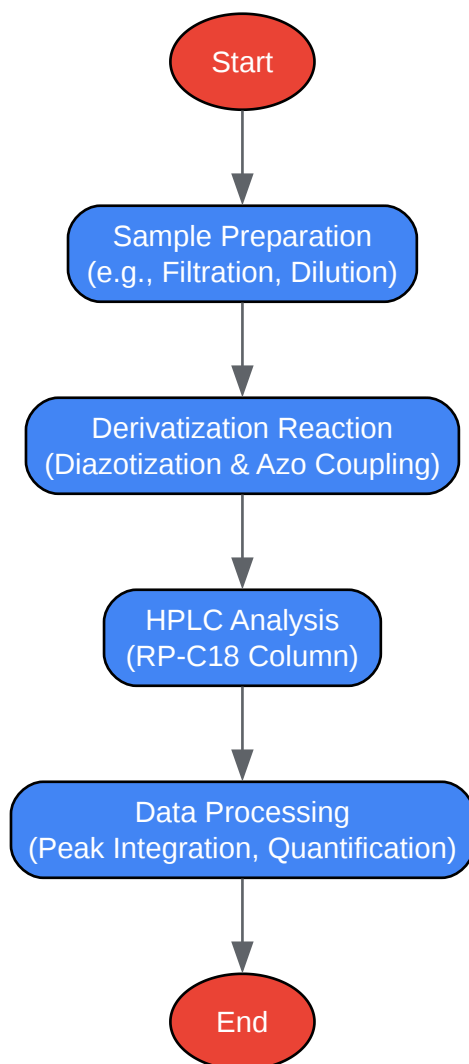 Start
Sample Preparation
(e.g., Filtration, Dilution)
Derivatization Reaction
(Diazotization & Azo Coupling)
HPLC Analysis
(RP-C18 Column)
Data Processing
(Peak Integration, Quantification)
End